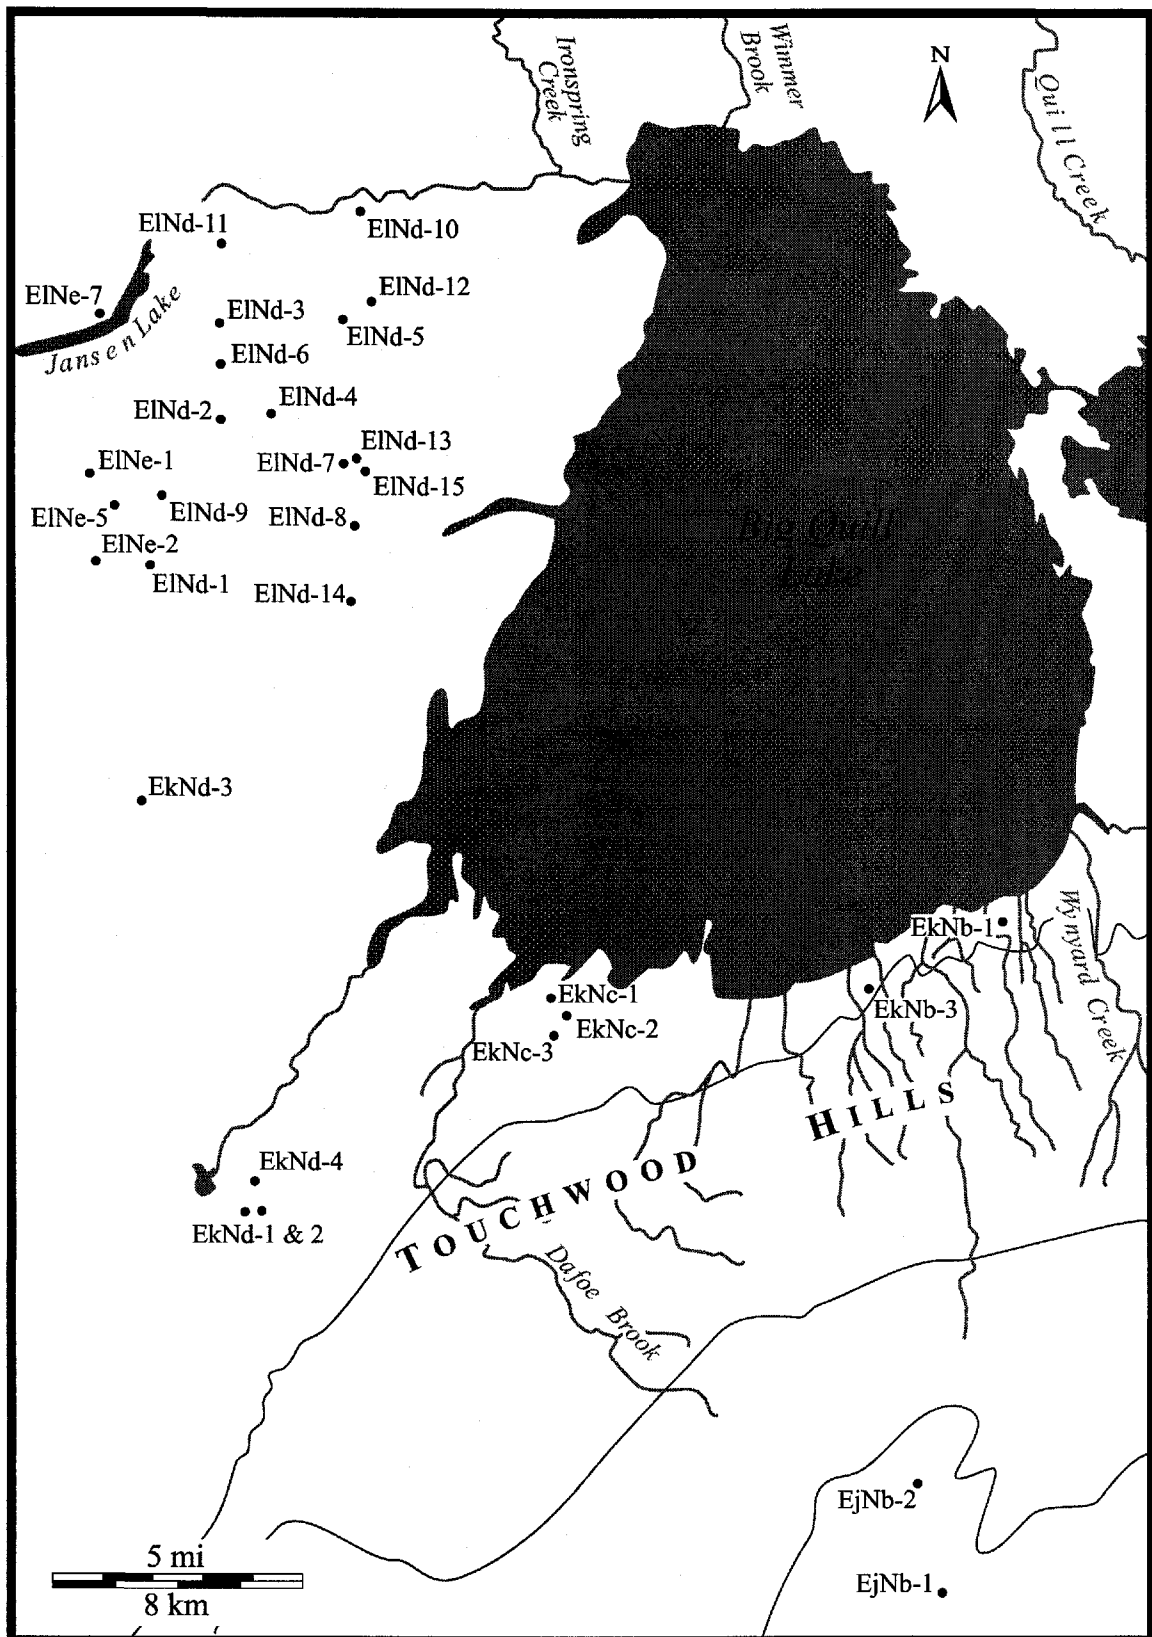 Ironspring
Creek
Wimmer
Brook
N
Quill Creek
ElNd-11
ElNd-10
ElNe-7
ElNd-12
ElNd-3
ElNd-5
Jansen Lake
ElNd-6
ElNd-4
ElNd-2
ElNd-13
ElNe-1
ElNd-7
ElNd-15
ElNe-5
ElNd-9
ElNd-8
Big Quill
Lake
ElNe-2
ElNd-1
ElNd-14
EkNd-3
EkNb-1
Wynyard Creek
EkNc-1
EkNb-3
EkNc-2
EkNc-3
TOUCHWOOD HILLS
EkNd-4
EkNd-1 & 2
Dafoe Brook
EjNb-2
5 mi
EjNb-1
8 km